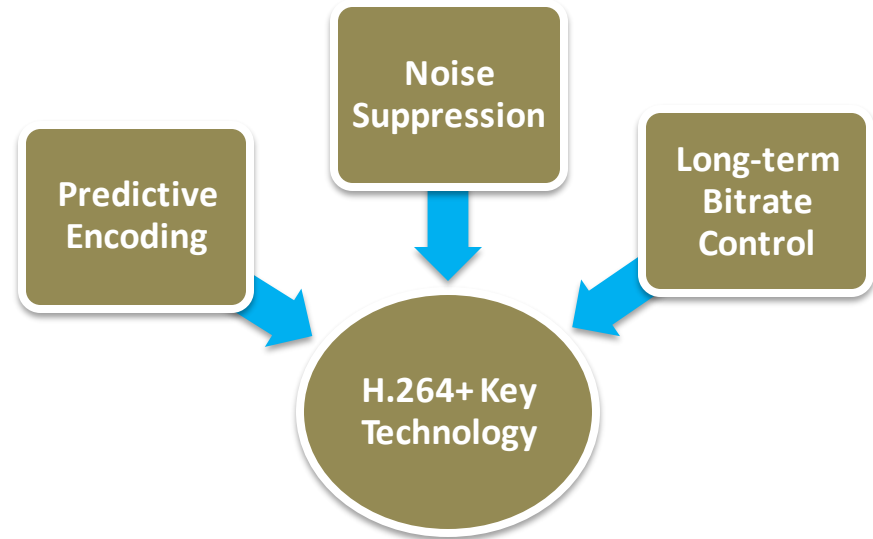 Noise
Suppression
Predictive
Encoding
Long-term
Bitrate
Control
H.264+ Key
Technology